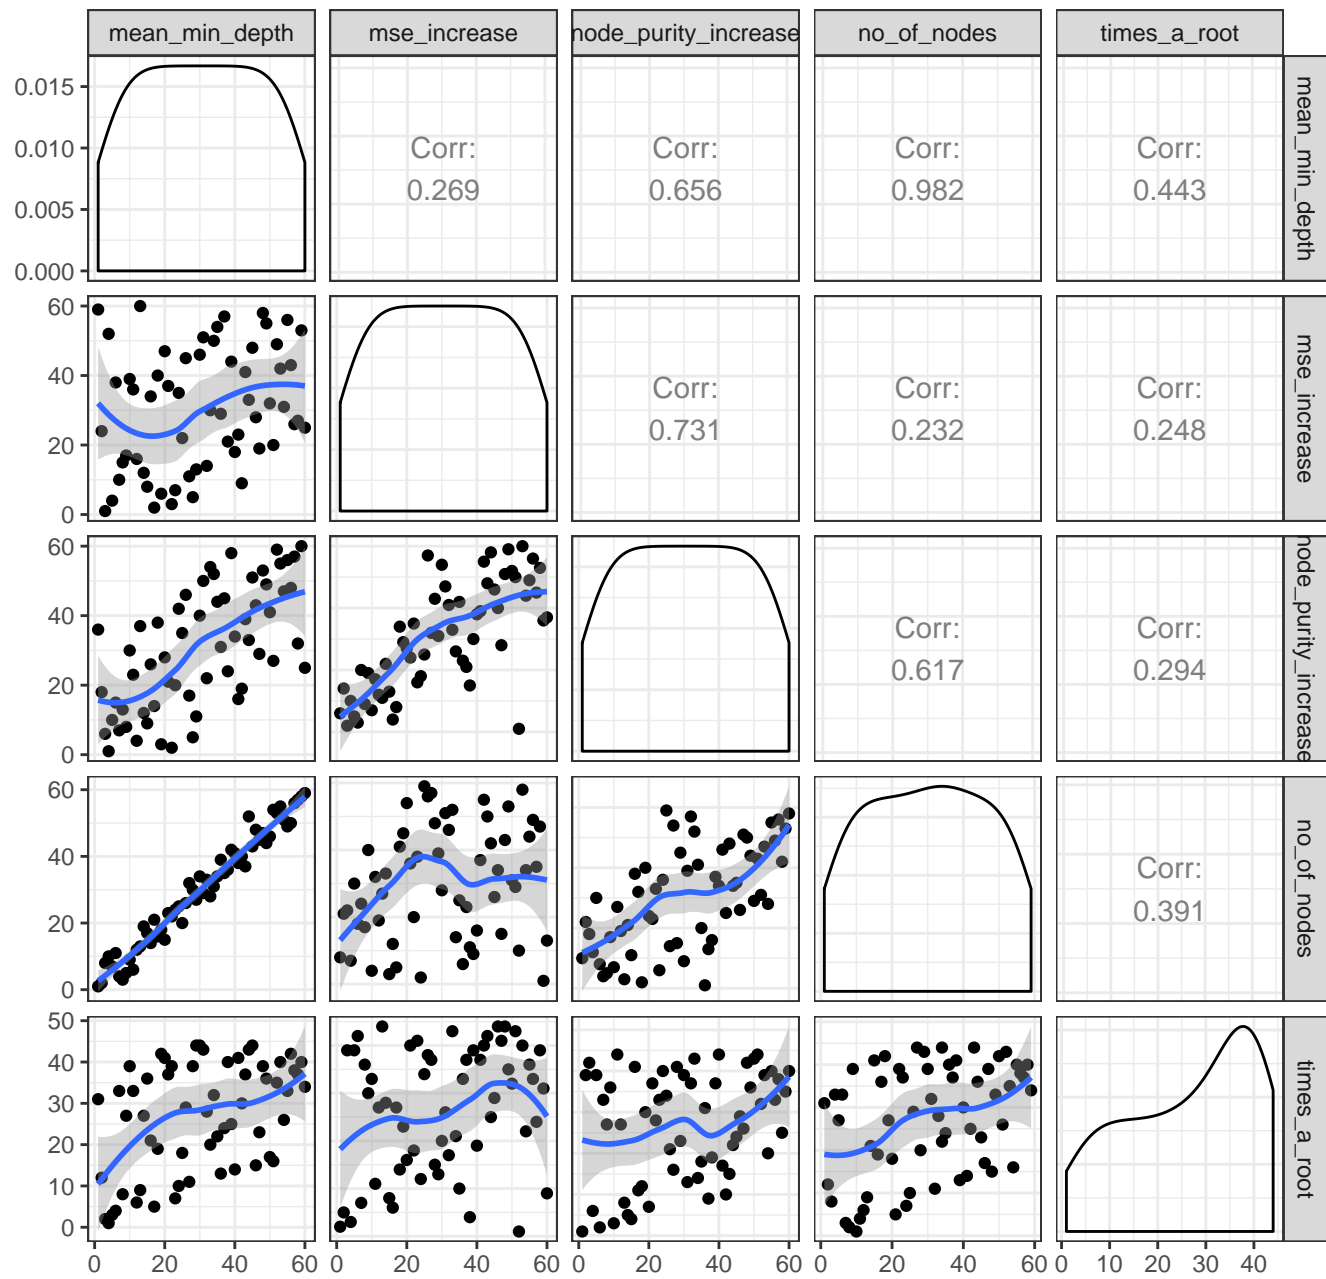 mean_min_depth mse_increase node_purity_increase no_of_nodes times_a_root
0.015
0.010
0.005
0.000
Corr:
0.269
Corr:
0.656
Corr:
0.982
Corr:
0.443
mean_min_depth
60
40
20
0
Corr:
0.731
Corr:
0.232
Corr:
0.248
mse_increase
60
40
20
0
Corr:
0.617
Corr:
0.294
node_purity_increase
60
40
20
0
Corr:
0.391
no_of_nodes
50
40
30
20
10
0
times_a_root
0 20 40 60 0 20 40 60 0 20 40 60 0 20 40 60 0 10 20 30 40